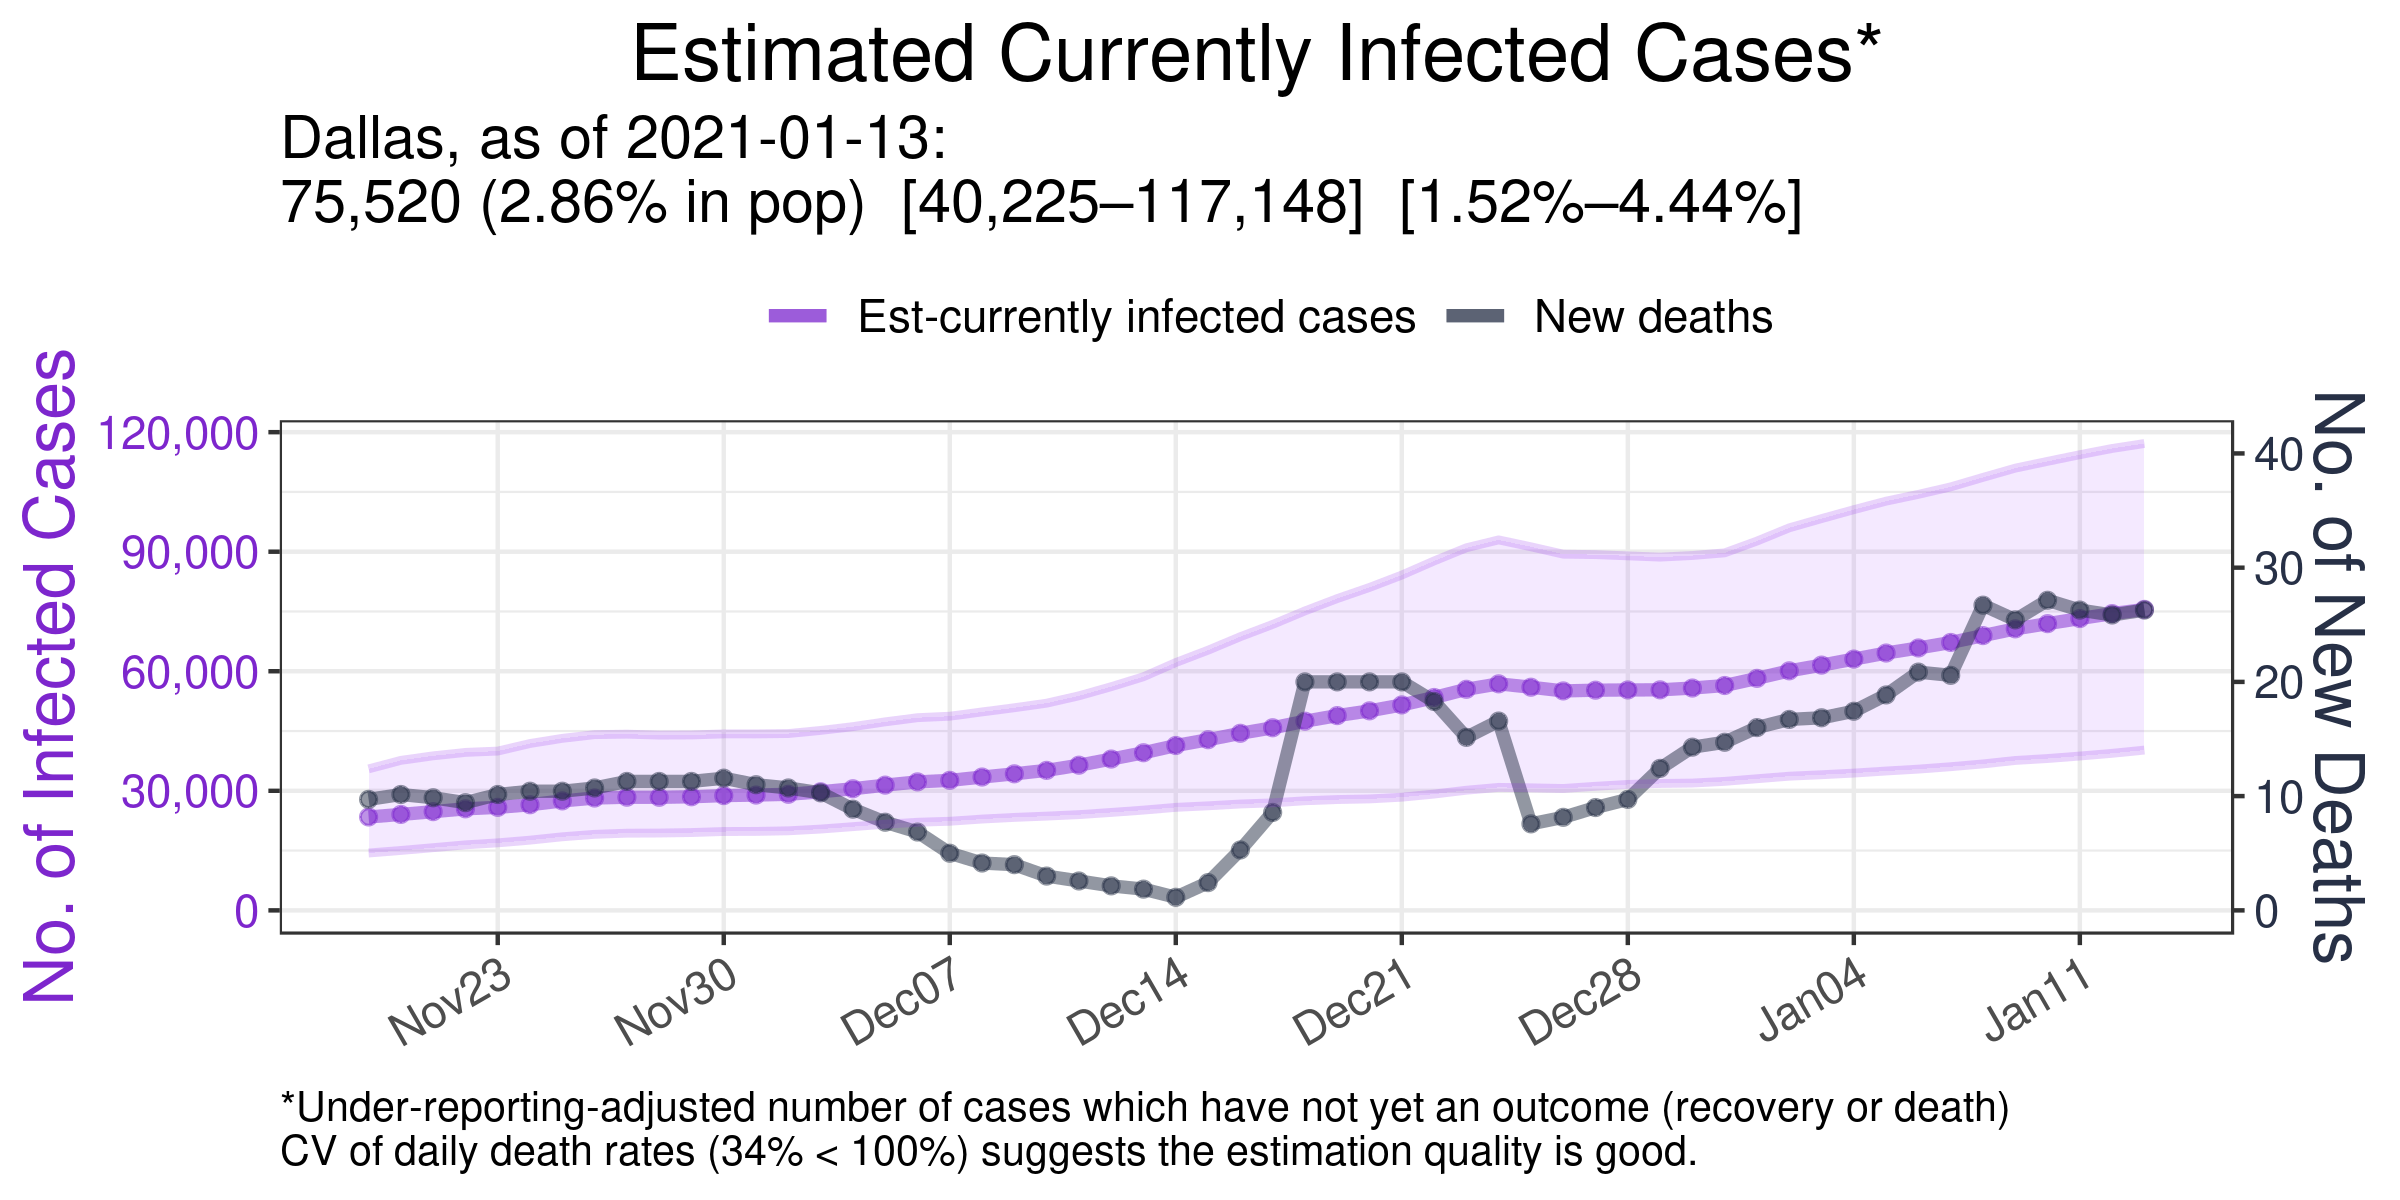 Estimated Currently Infected Cases*
Dallas, as of 2021-01-13:
75,520 (2.86% in pop) [40,225–117,148] [1.52%–4.44%]
Est-currently infected cases
New deaths
No. of Infected Cases
120,000
90,000
60,000
30,000
0
40
30
20
10
0
No. of New Deaths
Nov23
Nov30
Dec07
Dec14
Dec21
Dec28
Jan04
Jan11
*Under-reporting-adjusted number of cases which have not yet an outcome (recovery or death)
CV of daily death rates (34% < 100%) suggests the estimation quality is good.